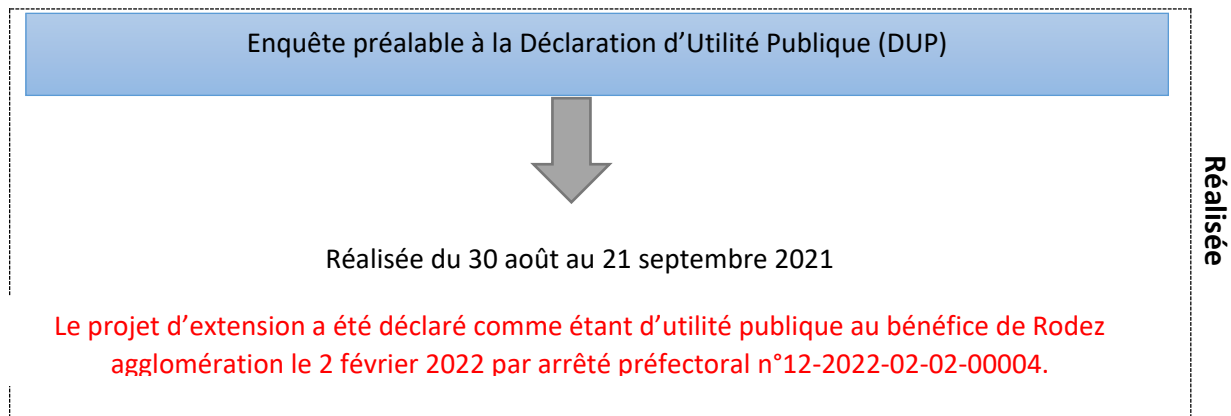 Enquête préalable à la Déclaration d’Utilité Publique (DUP)
Réalisée du 30 août au 21 septembre 2021
Le projet d’extension a été déclaré comme étant d’utilité publique au bénéfice de Rodez
agglomération le 2 février 2022 par arrêté préfectoral n°12-2022-02-02-00004.
Réalisée